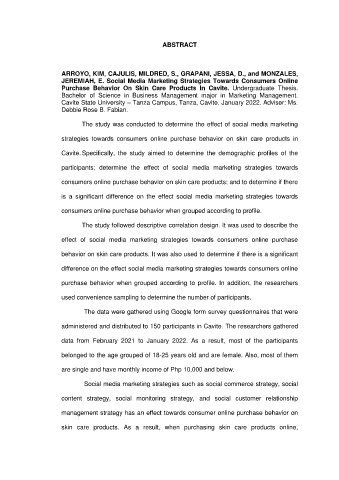 ABSTRACT
ARROYO, KIM, CAJULIS, MILDRED, S., GRAPANI, JESSA, D., and MONZALES,
JEREMIAH, E. Social Media Marketing Strategies Towards Consumers Online
Purchase Behavior On Skin Care Products In Cavite. Undergraduate Thesis.
Bachelor of Science in Business Management major in Marketing Management.
Cavite State University – Tanza Campus, Tanza, Cavite. January 2022. Adviser: Ms.
Debbie Rose B. Fabian.
The study was conducted to determine the effect of social media marketing
strategies towards consumers online purchase behavior on skin care products in
Cavite.Specifically, the study aimed to determine the demographic profiles of the
participants; determine the effect of social media marketing strategies towards
consumers online purchase behavior on skin care products; and to determine if there
is a significant difference on the effect social media marketing strategies towards
consumers online purchase behavior when grouped according to profile.
The study followed descriptive correlation design. It was used to describe the
effect of social media marketing strategies towards consumers online purchase
behavior on skin care products. It was also used to determine if there is a significant
difference on the effect social media marketing strategies towards consumers online
purchase behavior when grouped according to profile. In addition, the researchers
used convenience sampling to determine the number of participants.
The data were gathered using Google form survey questionnaires that were
administered and distributed to 150 participants in Cavite. The researchers gathered
data from February 2021 to January 2022. As a result, most of the participants
belonged to the age grouped of 18-25 years old and are female. Also, most of them
are single and have monthly income of Php 10,000 and below.
Social media marketing strategies such as social commerce strategy, social
content strategy, social monitoring strategy, and social customer relationship
management strategy has an effect towards consumer online purchase behavior on
skin care products. As a result, when purchasing skin care products online,